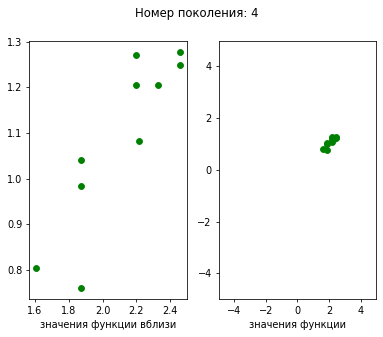 Номер поколения: 4
1.3
1.2
1.1
1.0
0.9
0.8
1.6 1.8 2.0 2.2 2.4
значения функции вблизи
4
2
0
−2
−4
−4 −2 0 2 4
значения функции